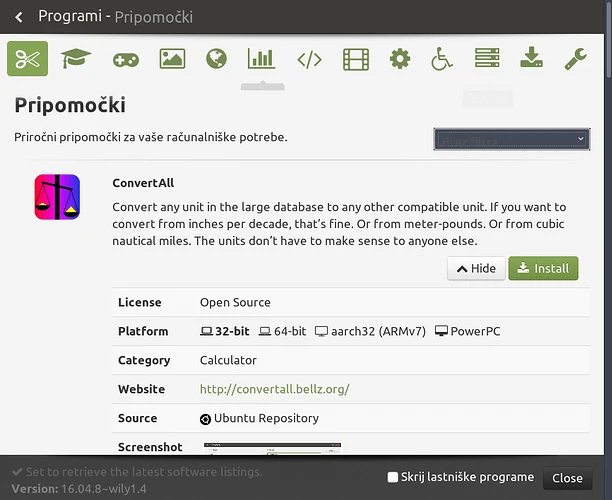 Programi - Pripomočki
Pripomočki
Priročni pripomočki za vaše računalniške potrebe.
ConvertAll
Convert any unit in the large database to any other compatible unit. If you want to
convert from inches per decade, that's fine. Or from meter-pounds. Or from cubic
nautical miles. The units don't have to make sense to anyone else.
Hide Install
License Open Source
Platform 32-bit 64-bit aarch32 (ARMv7) PowerPC
Category Calculator
Website http://convertall.bellz.org/
Source Ubuntu Repository
Screenshot
Set to retrieve the latest software listings.
Version: 16.04.8~wily1.4
Skrij lastniške programe Close